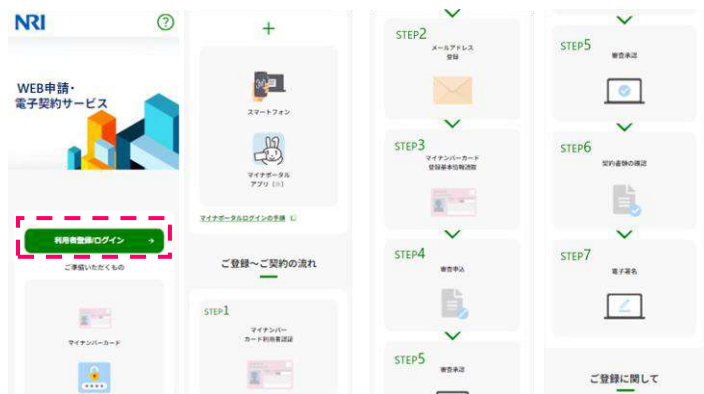 NRI
?
WEB申請・
電子契約サービス
利用者登録/ログイン →
ご準備いただくもの
マイナンバーカード
+
スマートフォン
マイナポータル
アプリ (※)
マイナポータルログインの手順
ご登録～ご契約の流れ
STEP1
マイナンバー
カード利用者認証
STEP2
メールアドレス
登録
STEP3
マイナンバーカード
登録基本情報読取
STEP4
審査申込
STEP5
審査承認
STEP5
審査承認
STEP6
契約書類の確認
STEP7
電子署名
ご登録に関して